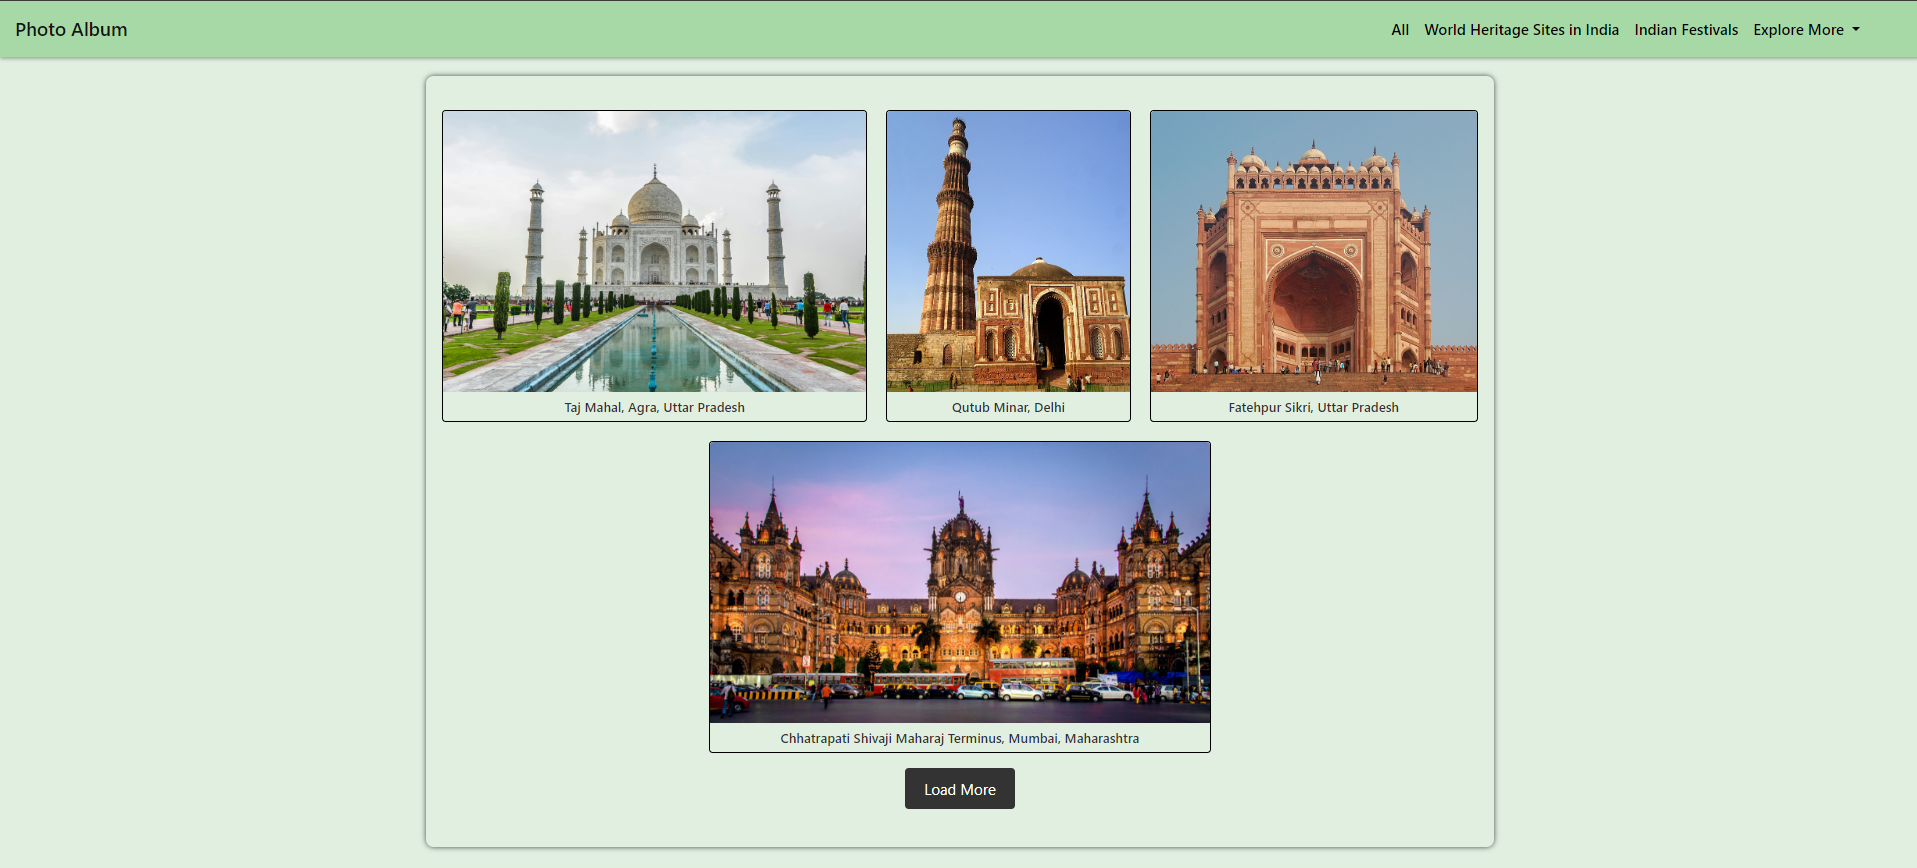 Photo Album
All World Heritage Sites in India Indian Festivals Explore More
Taj Mahal, Agra, Uttar Pradesh
Qutub Minar, Delhi
Fatehpur Sikri, Uttar Pradesh
Chhatrapati Shivaji Maharaj Terminus, Mumbai, Maharashtra
Load More